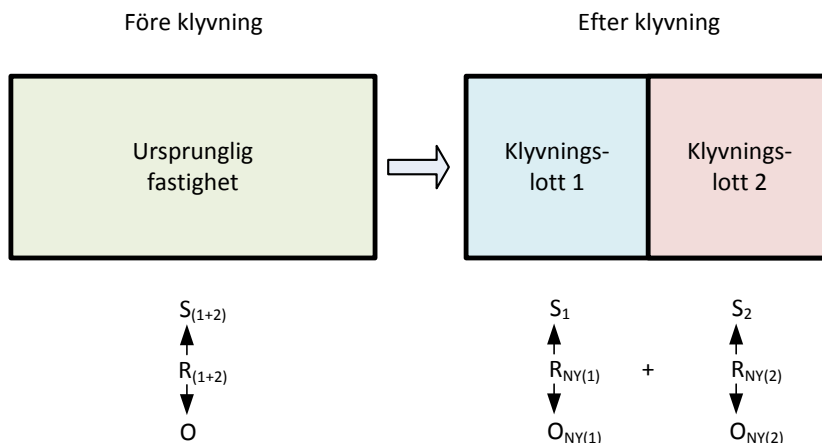 Före klyvning
Efter klyvning
Ursprunglig
fastighet
Klyvnings-
lott 1
Klyvnings-
lott 2
S(1+2)
R(1+2)
O
S1
RNY(1)
ONY(1)
+
S2
RNY(2)
ONY(2)